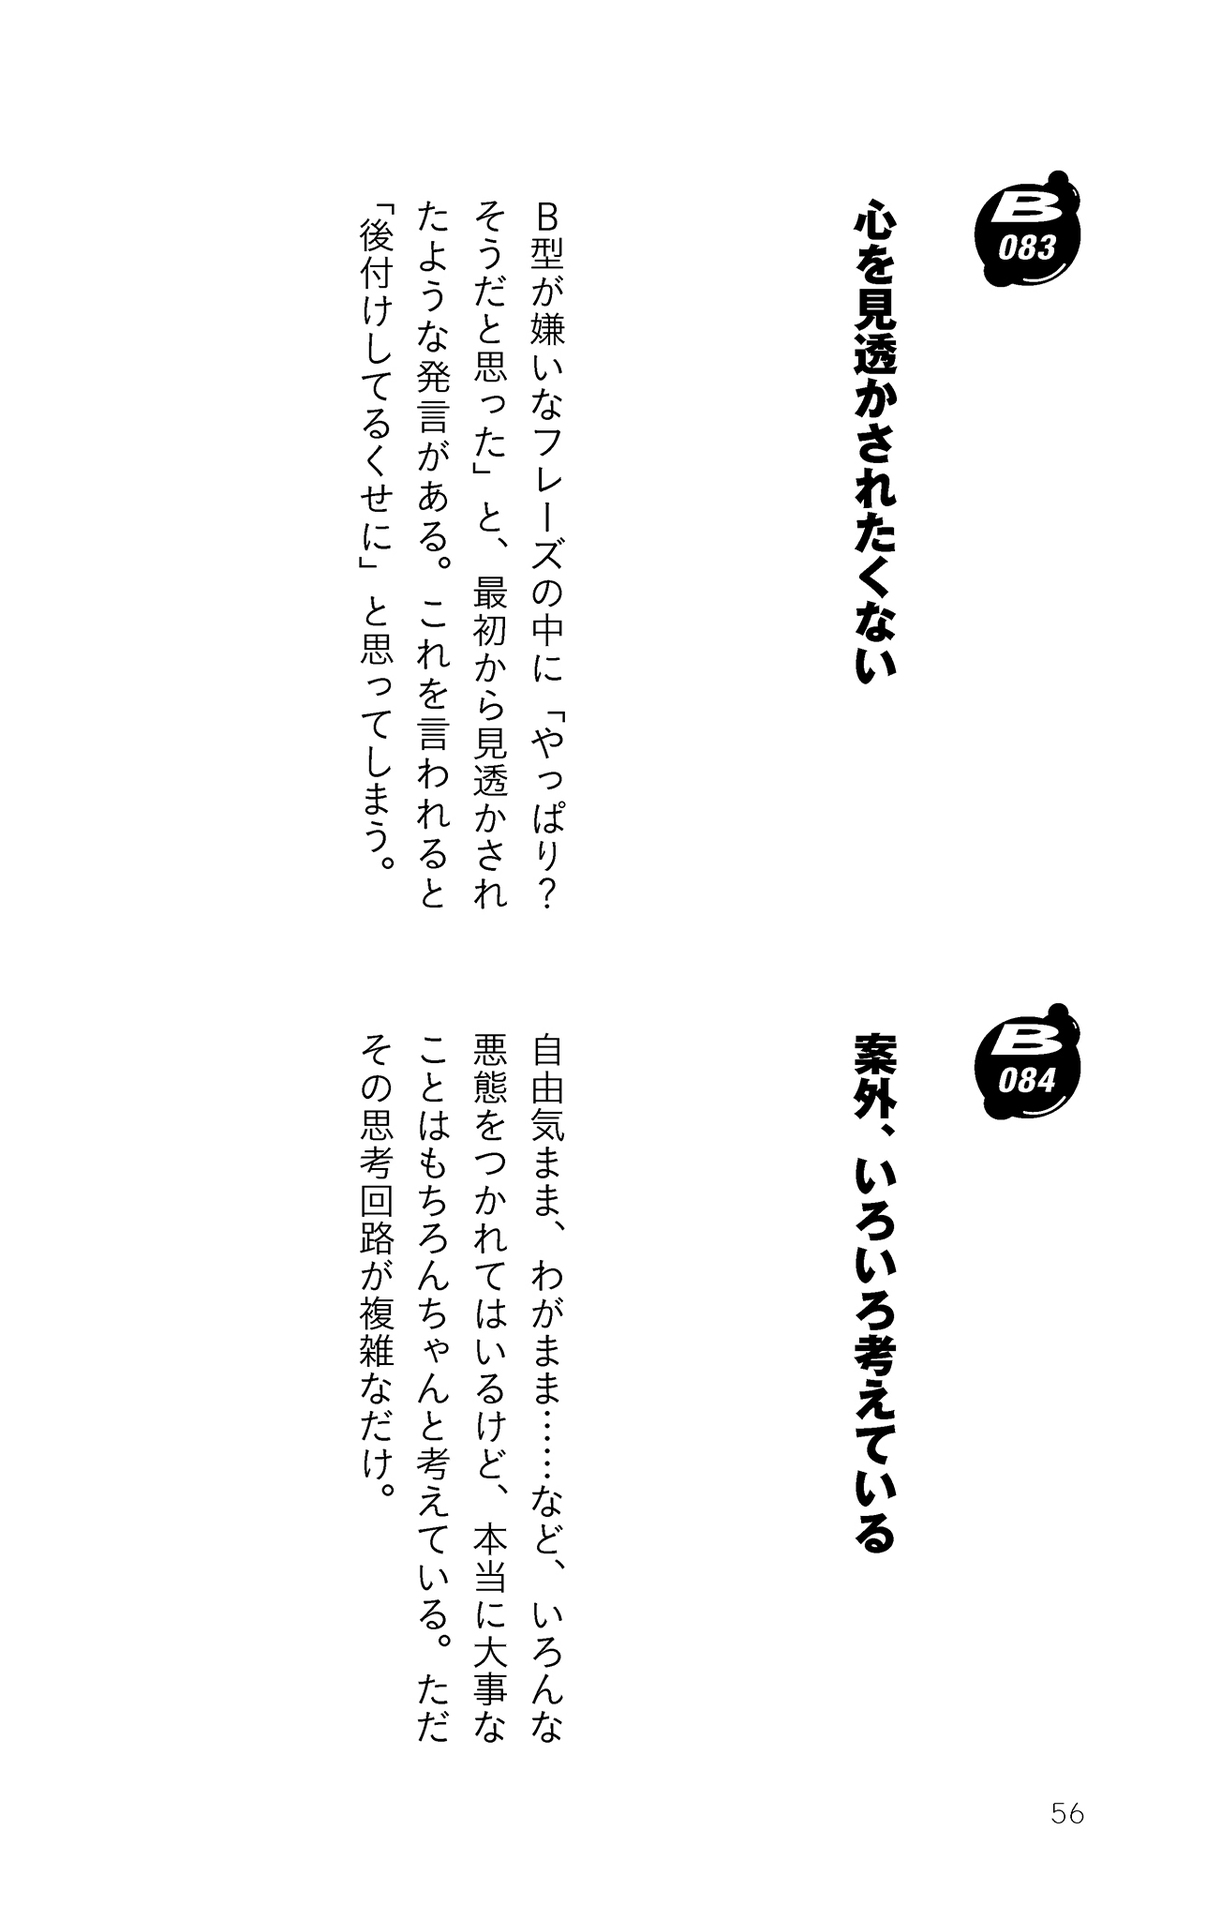 B
083
心を見透かされたくない
B型が嫌いなフレーズの中に「やっぱり？
そうだと思った」と、最初から見透かされ
たような発言がある。これを言われると
「後付けしてるくせに」と思ってしまう。
B
084
案外、いろいろ考えている
自由気まま、わがまま……など、いろんな
悪態をつかれてはいるけど、本当に大事な
ことはもちろんちゃんと考えている。ただ
その思考回路が複雑なだけ。
56